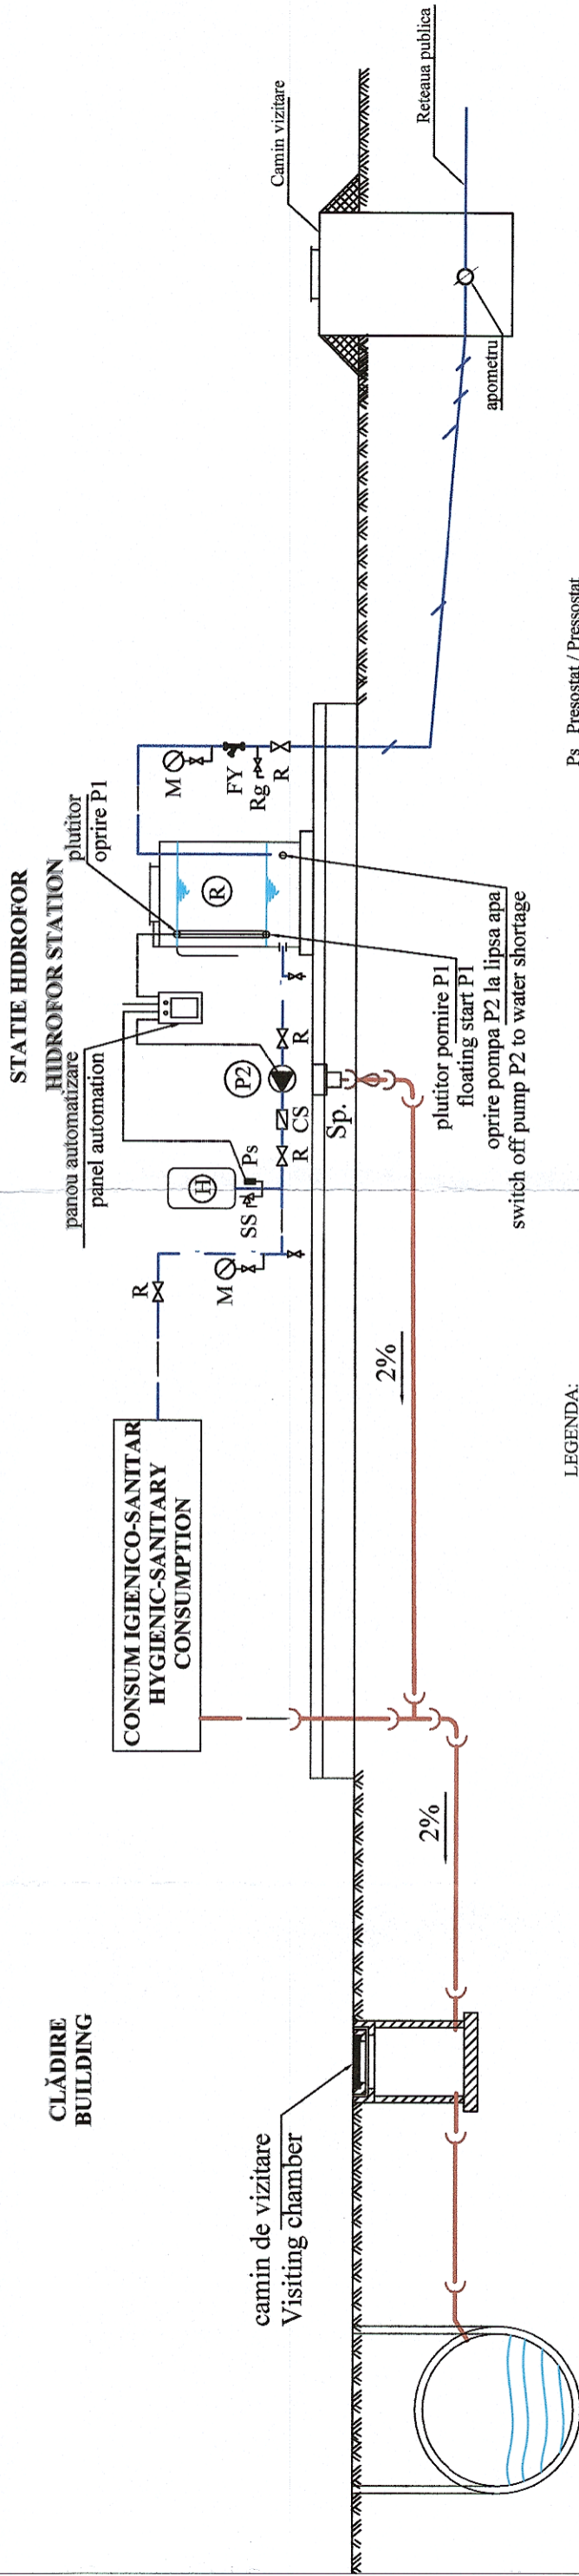 CLĂDIRE
BUILDING
STATIE HIDROFOR
HIDROFOR STATION
camin de vizitare
Visiting chamber
CONSUM IGIENICO-SANITAR
HYGIENIC-SANITARY
CONSUMPTION
2%
2%
R
M
H
SS
Ps
R
CS
P2
R
Sp.
panou automatizare
panel automation
plutitor
oprire P1
R
M
FY
Rg
R
plutitor pornire P1
floating start P1
oprire pompa P2 la lipsa apa
switch off pump P2 to water shortage
Camin vizitare
Reteaua publica
apometru
LEGENDA:
Ps Presostat / Pressostat